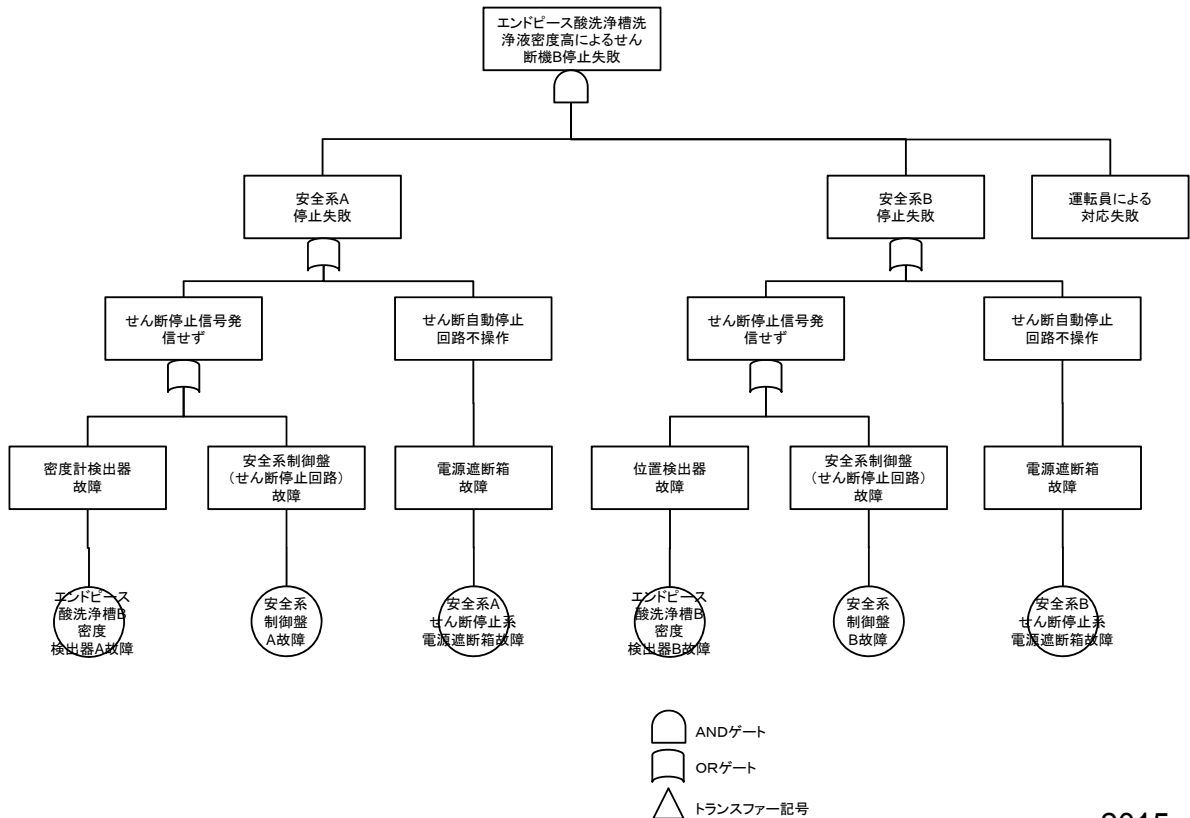 エンドピース酸洗浄槽洗
浄液密度高によるせん
断機B停止失敗
安全系A
停止失敗
安全系B
停止失敗
運転員による
対応失敗
せん断停止信号発
信せず
せん断自動停止
回路不操作
せん断停止信号発
信せず
せん断自動停止
回路不操作
密度計検出器
故障
安全系制御盤
(せん断停止回路)
故障
電源遮断箱
故障
位置検出器
故障
安全系制御盤
(せん断停止回路)
故障
電源遮断箱
故障
エンドピース
酸洗浄槽B
密度
検出器A故障
安全系
制御盤
A故障
安全系A
せん断停止系
電源遮断箱故障
エンドピース
酸洗浄槽B
密度
検出器B故障
安全系
制御盤
B故障
安全系B
せん断停止系
電源遮断箱故障
ANDゲート
ORゲート
トランスファー記号